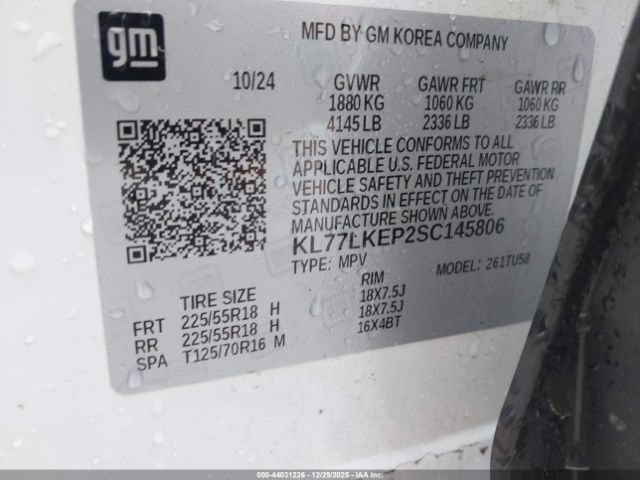 gm
MFD BY GM KOREA COMPANY
10/24 GVWR GAWR FRT GAWR RR
1880 KG 1060 KG 1060 KG
4145 LB 2336 LB 2336 LB
THIS VEHICLE CONFORMS TO ALL
APPLICABLE U.S. FEDERAL MOTOR
VEHICLE SAFETY AND THEFT PREVENTION
STANDARDS IN EFFECT ON THE DATE OF
MANUFACTURE SHOWN ABOVE.
KL77LKEP2SC145806
TYPE: MPV MODEL: 261TU58
TIRE SIZE RIM
FRT 225/55R18 H 18X7.5J
RR 225/55R18 H 18X7.5J
SPA T125/70R16 M 16X4BT
000-44031226 - 12/29/2025 - IAA Inc.